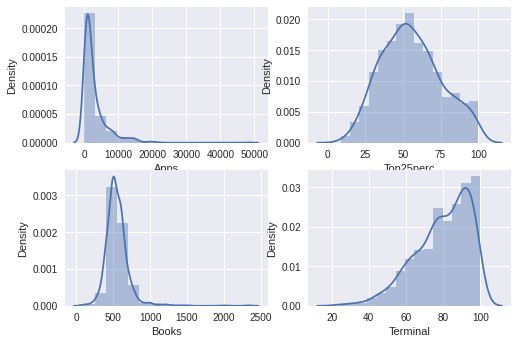 0.00020
0.00015
0.00010
0.00005
0.00000
Density
0 10000 20000 30000 40000 50000
Apps
0.020
0.015
0.010
0.005
0.000
Density
0 25 50 75 100
Top25perc
0.003
0.002
0.001
0.000
Density
0 500 1000 1500 2000 2500
Books
0.03
0.02
0.01
0.00
Density
20 40 60 80 100
Terminal